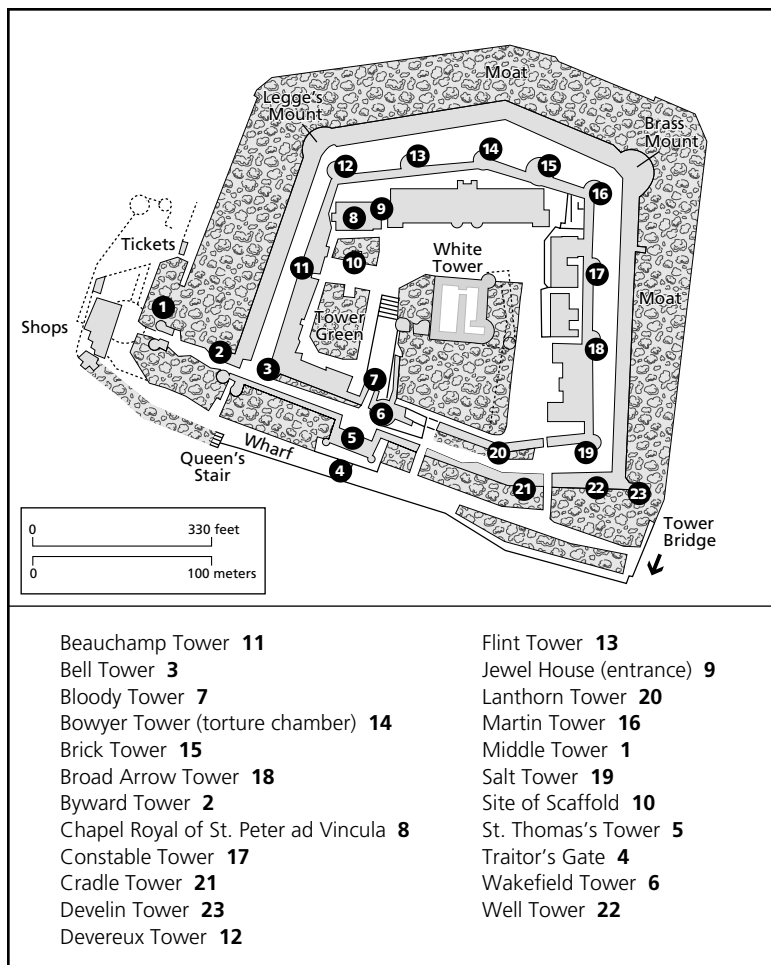 Moat
Legge's
Mount
Brass
Mount
14
13
15
12
16
9
8
Tickets
10
White
Tower
11
17
1
Tower
Green
Moat
Shops
18
2
3
7
6
5
Wharf
20
19
Queen's
Stair
4
21
22
23
Tower
Bridge
0 330 feet
0 100 meters
Beauchamp Tower 11
Bell Tower 3
Bloody Tower 7
Bowyer Tower (torture chamber) 14
Brick Tower 15
Broad Arrow Tower 18
Byward Tower 2
Chapel Royal of St. Peter ad Vincula 8
Constable Tower 17
Cradle Tower 21
Develin Tower 23
Devereux Tower 12
Flint Tower 13
Jewel House (entrance) 9
Lanthorn Tower 20
Martin Tower 16
Middle Tower 1
Salt Tower 19
Site of Scaffold 10
St. Thomas's Tower 5
Traitor's Gate 4
Wakefield Tower 6
Well Tower 22